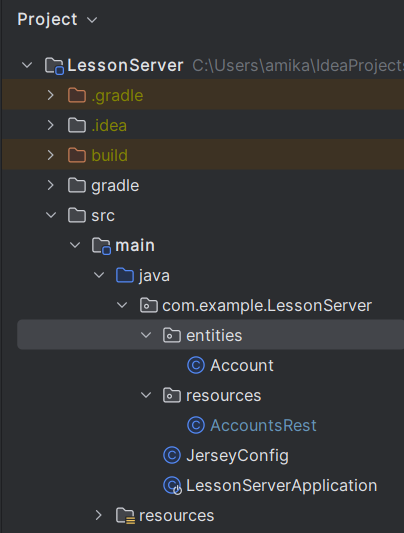 Project
LessonServer C:\Users\amika\IdeaProjects
.gradle
.idea
build
gradle
src
main
java
com.example.LessonServer
entities
Account
resources
AccountsRest
JerseyConfig
LessonServerApplication
resources